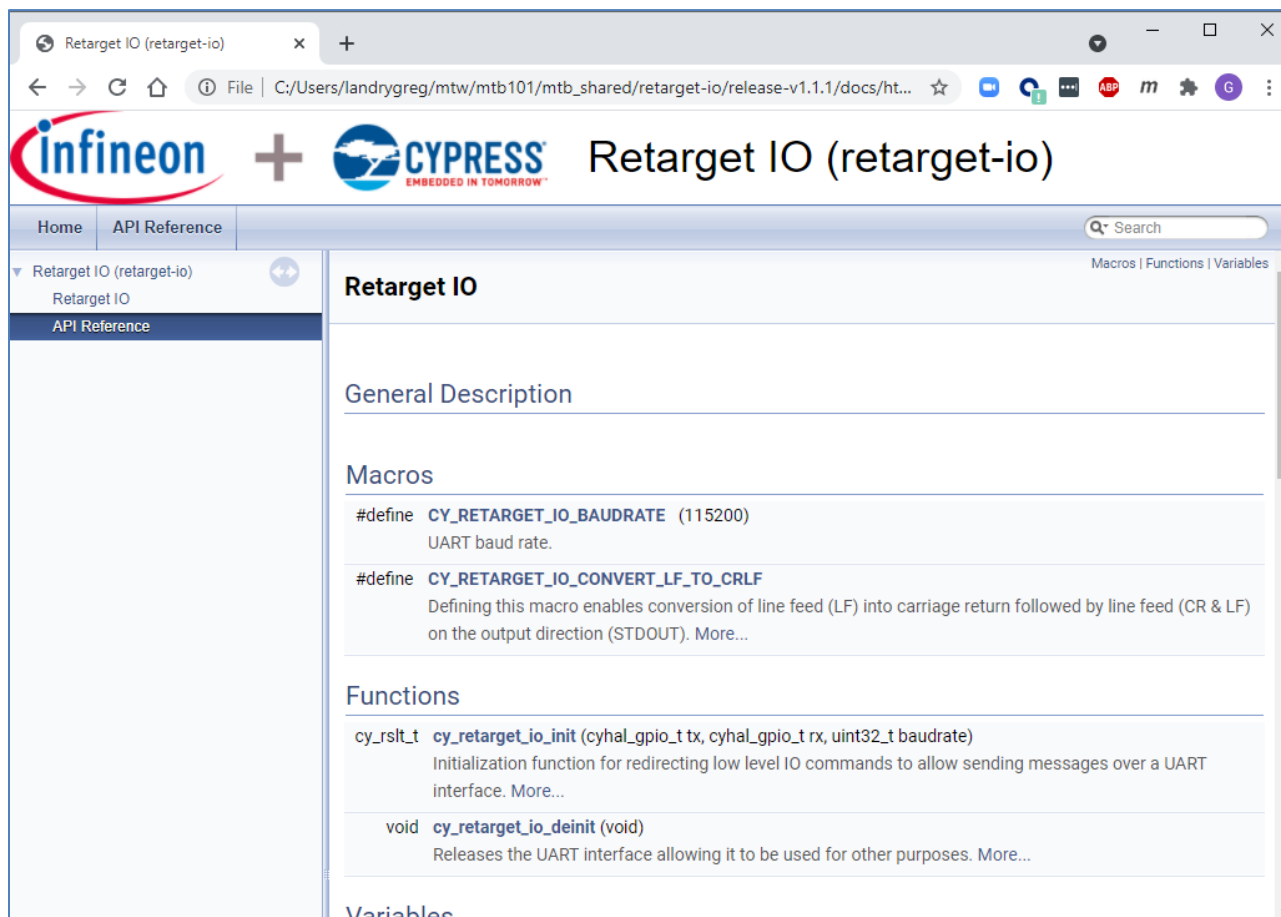 Retarget IO (retarget-io)
File | C:/Users/landrygreg/mtw/mtb101/mtb_shared/retarget-io/release-v1.1.1/docs/ht...
ABP
m
G
infineon
CYPRESS
EMBEDDED IN TOMORROW™
Retarget IO (retarget-io)
Home
API Reference
Search
Retarget IO (retarget-io)
Retarget IO
API Reference
Macros | Functions | Variables
Retarget IO
General Description
Macros
#define CY_RETARGET_IO_BAUDRATE (115200)
UART baud rate.
#define CY_RETARGET_IO_CONVERT_LF_TO_CRLF
Defining this macro enables conversion of line feed (LF) into carriage return followed by line feed (CR & LF)
on the output direction (STDOUT). More...
Functions
cy_rslt_t cy_retarget_io_init (cyhal_gpio_t tx, cyhal_gpio_t rx, uint32_t baudrate)
Initialization function for redirecting low level IO commands to allow sending messages over a UART
interface. More...
void cy_retarget_io_deinit (void)
Releases the UART interface allowing it to be used for other purposes. More...
Variables